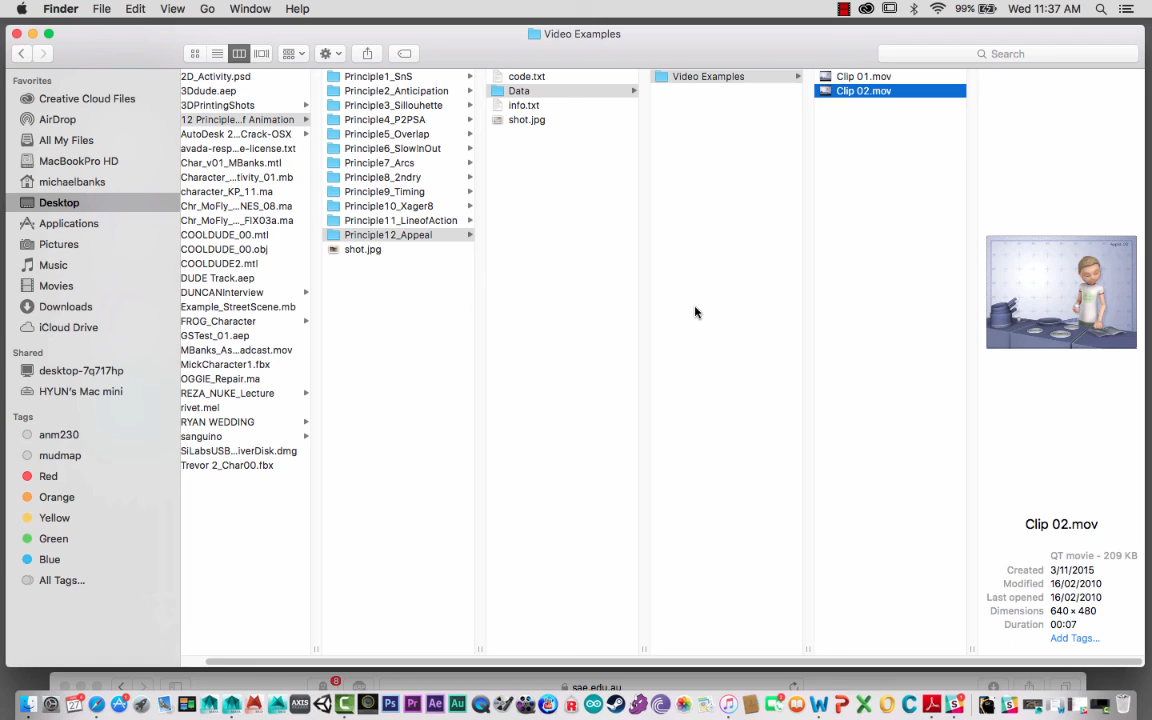 Finder File Edit View Go Window Help
99% Wed 11:37 AM
Video Examples
Search
Favorites
Creative Cloud Files
AirDrop
All My Files
MacBookPro HD
michaelbanks
Desktop
Applications
Pictures
Music
Movies
Downloads
iCloud Drive
Shared
desktop-7q717hp
HYUN's Mac mini
Tags
anm230
mudmap
Red
Orange
Yellow
Green
Blue
All Tags...
2D_Activity.psd
3Ddude.aep
3DPrintingShots
12 Principle...f Animation
AutoDesk 2...Crack-OSX
avada-resp...e-license.txt
Char_v01_MBanks.mtl
Character_...tivity_01.mb
character_KP_11.ma
Chr_MoFly_...NES_08.ma
Chr_MoFly_..._FIX03a.ma
COOLDUDE_00.mtl
COOLDUDE_00.obj
COOLDUDE2.mtl
DUDE Track.aep
DUNCANInterview
Example_StreetScene.mb
FROG_Character
GSTest_01.aep
MBanks_As...adcast.mov
MickCharacter1.fbx
OGGIE_Repair.ma
REZA_NUKE_Lecture
rivet.mel
RYAN WEDDING
sanguino
SiLabsUSB...iverDisk.dmg
Trevor 2_Char00.fbx
Principle1_SnS
Principle2_Anticipation
Principle3_Sillouhette
Principle4_P2PSA
Principle5_Overlap
Principle6_SlowInOut
Principle7_Arcs
Principle8_2ndry
Principle9_Timing
Principle10_Xager8
Principle11_LineofAction
Principle12_Appeal
shot.jpg
code.txt
Data
info.txt
shot.jpg
Video Examples
Clip 01.mov
Clip 02.mov
Clip 02.mov
QT movie - 209 KB
Created 3/11/2015
Modified 16/02/2010
Last opened 16/02/2010
Dimensions 640 × 480
Duration 00:07
Add Tags...
sae.edu.au